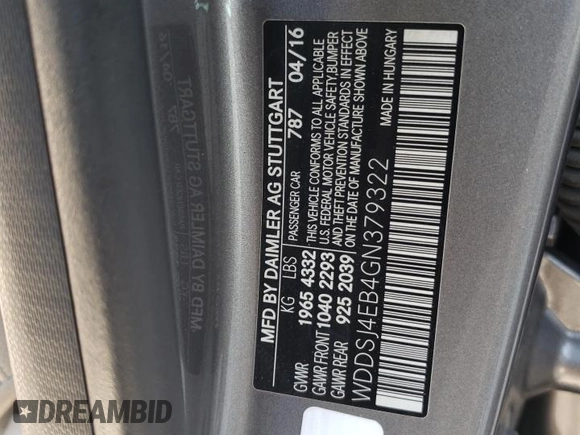 MFD BY DAIMLER AG STUTTGART
KG LBS PASSENGER CAR 787 04/16
GVWR 1965 4332 THIS VEHICLE CONFORMS TO ALL APPLICABLE
GAWR FRONT 1040 2293 U.S. FEDERAL MOTOR VEHICLE SAFETY, BUMPER
GAWR REAR 925 2039 AND THEFT PREVENTION STANDARDS IN EFFECT
ON THE DATE OF MANUFACTURE SHOWN ABOVE
WDDSJ4EB4GN379322
MADE IN HUNGARY
DREAMBID